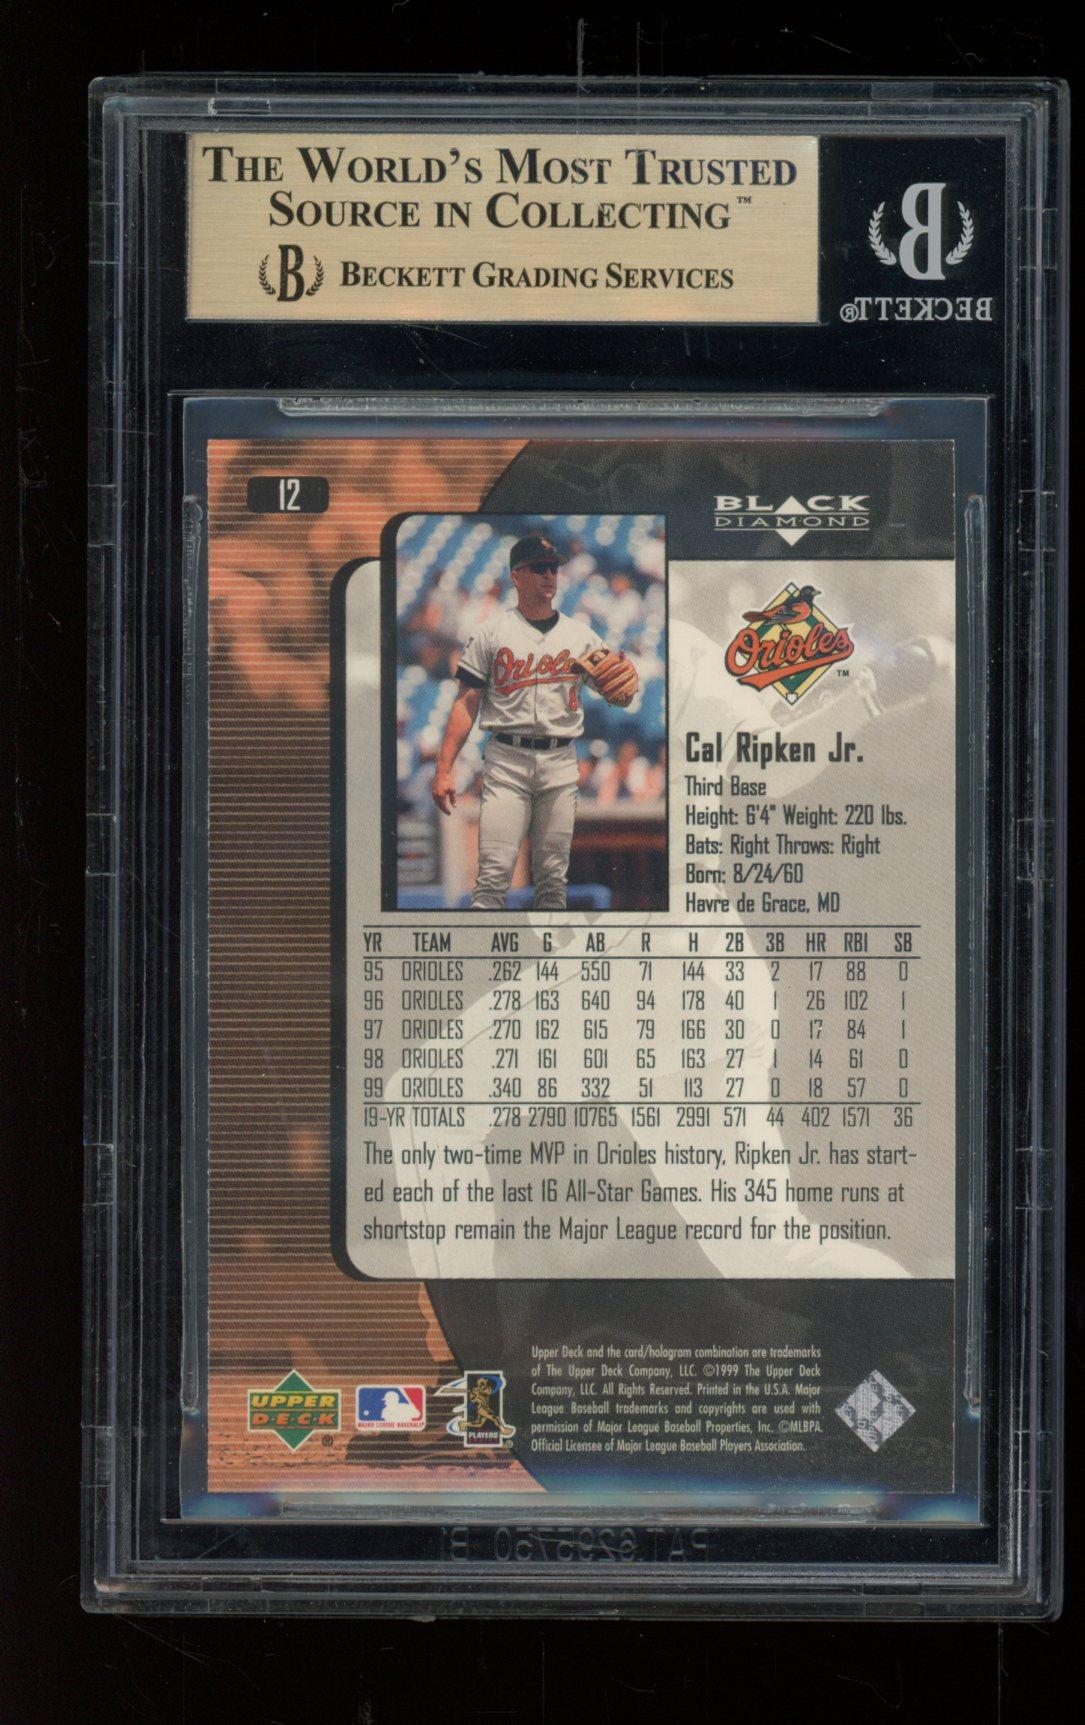 THE WORLD'S MOST TRUSTED
SOURCE IN COLLECTING™
B BECKETT GRADING SERVICES
B
BECKETT®
12
BLACK
DIAMOND
Orioles
8
Orioles™
Cal Ripken Jr.
Third Base
Height: 6'4" Weight: 220 lbs.
Bats: Right Throws: Right
Born: 8/24/60
Havre de Grace, MD
YR TEAM AVG G AB R H 2B 3B HR RBI SB
95 ORIOLES .262 144 550 71 144 33 2 17 88 0
96 ORIOLES .278 163 640 94 178 40 1 26 102 1
97 ORIOLES .270 162 615 79 166 30 0 17 84 1
98 ORIOLES .271 161 601 65 163 27 1 14 61 0
99 ORIOLES .340 86 332 51 113 27 0 18 57 0
19-YR TOTALS .278 2790 10765 1561 2991 571 44 402 1571 36
The only two-time MVP in Orioles history, Ripken Jr. has start-
ed each of the last 16 All-Star Games. His 345 home runs at
shortstop remain the Major League record for the position.
Upper Deck and the card/hologram combination are trademarks
of The Upper Deck Company, LLC. ©1999 The Upper Deck
Company, LLC. All Rights Reserved. Printed in the U.S.A. Major
League Baseball trademarks and copyrights are used with
permission of Major League Baseball Properties, Inc. ©MLBPA.
Official Licensee of Major League Baseball Players Association.
UPPER
DECK®
MAJOR LEAGUE BASEBALL
PLAYERS
PAT. 6295750 B1